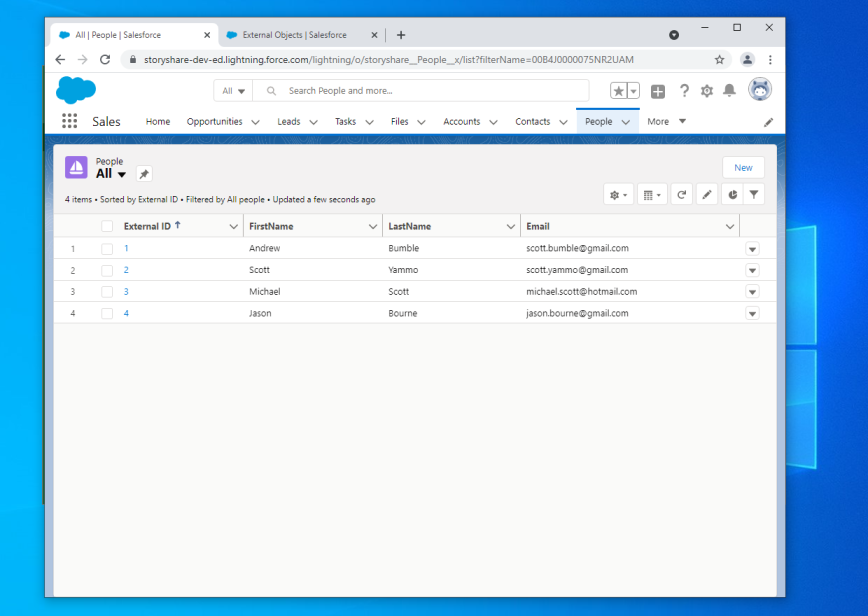 All | People | Salesforce
External Objects | Salesforce
storyshare-dev-ed.lightning.force.com/lightning/o/storyshare__People__x/list?filterName=00B4J0000075NR2UAM
All
Search People and more...
Sales
Home
Opportunities
Leads
Tasks
Files
Accounts
Contacts
People
More
People
All
New
4 items • Sorted by External ID • Filtered by All people • Updated a few seconds ago
External ID ↑ FirstName LastName Email
1 1 Andrew Bumble scott.bumble@gmail.com
2 2 Scott Yammo scott.yammo@gmail.com
3 3 Michael Scott michael.scott@hotmail.com
4 4 Jason Bourne jason.bourne@gmail.com